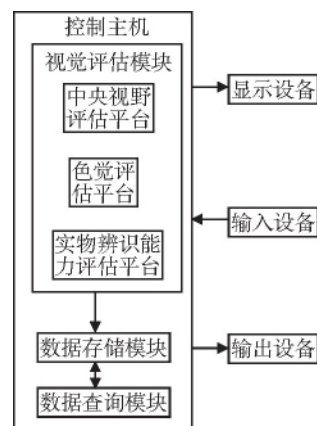 控制主机
视觉评估模块
中央视野
评估平台
色觉评
估平台
实物辨识能
力评估平台
数据存储模块
数据查询模块
显示设备
输入设备
输出设备